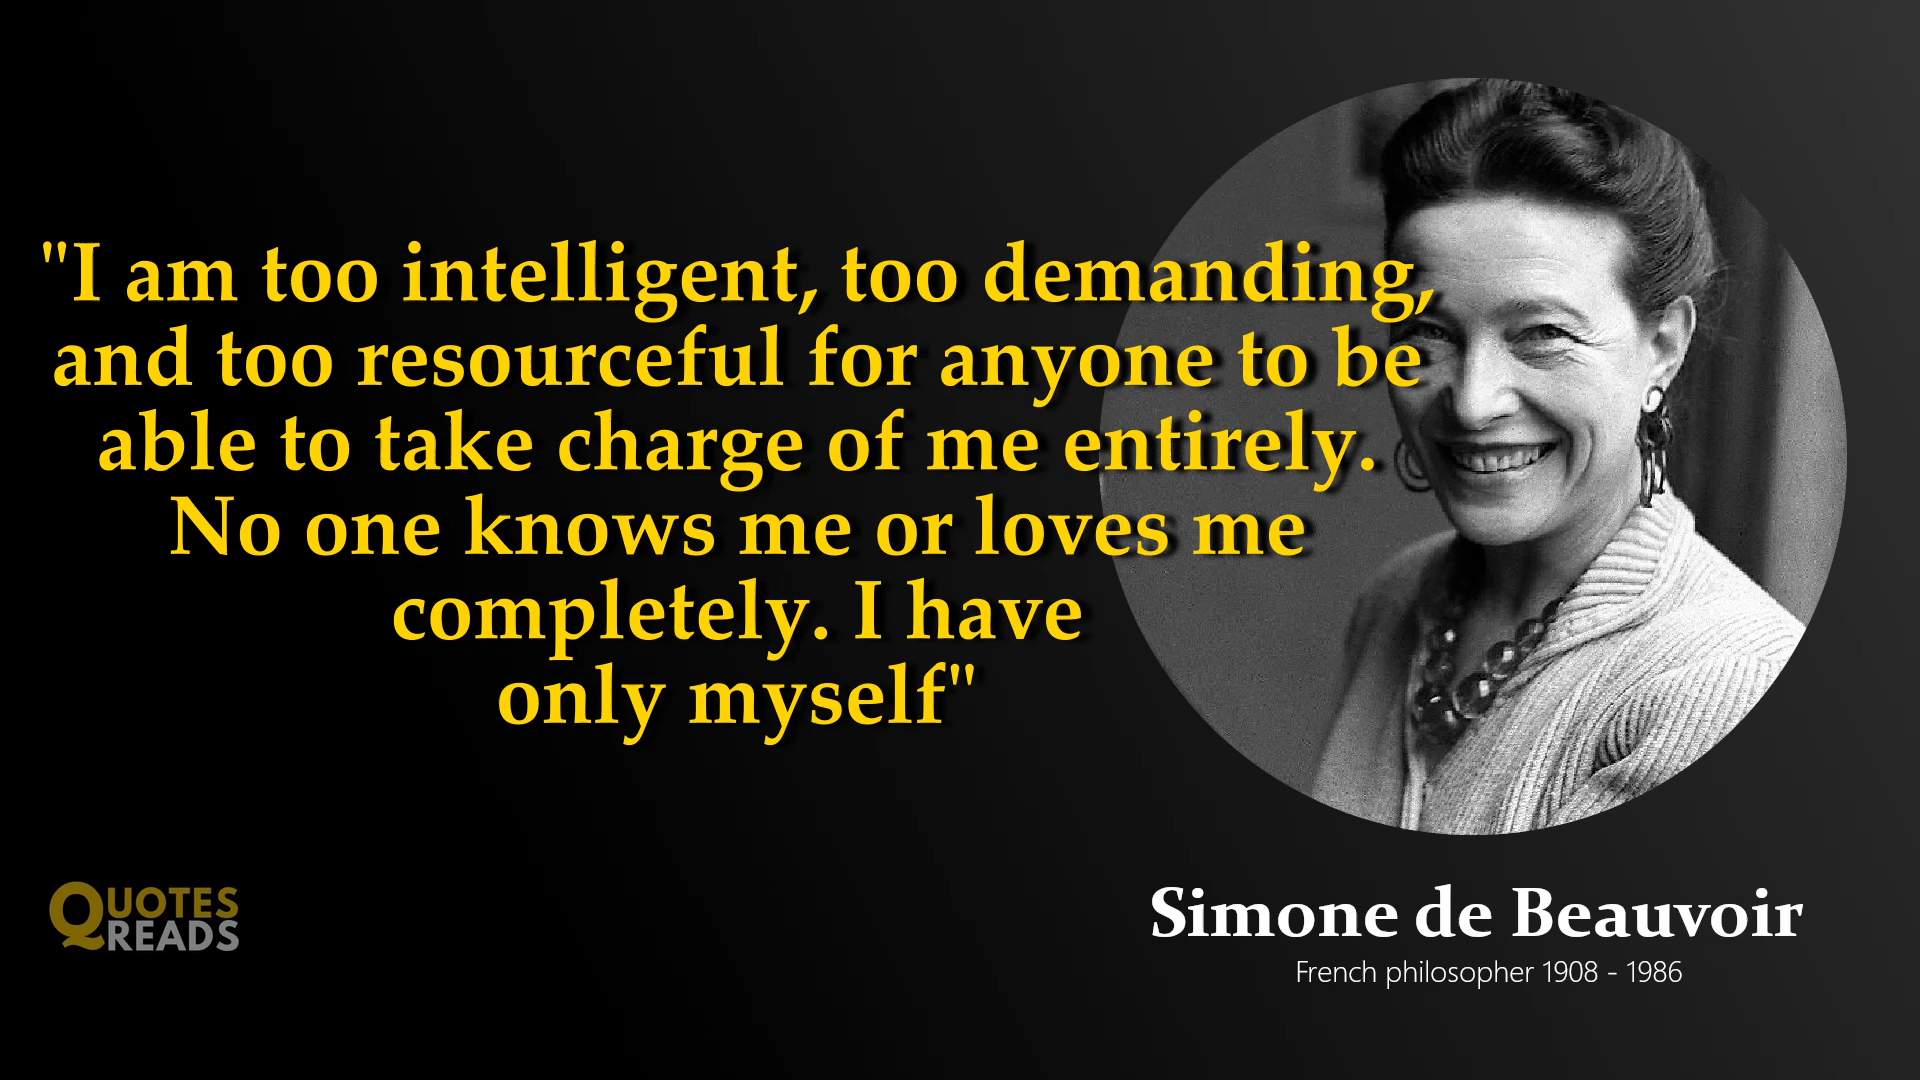 "I am too intelligent, too demanding,
and too resourceful for anyone to be
able to take charge of me entirely.
No one knows me or loves me
completely. I have
only myself"
Simone de Beauvoir
French philosopher 1908 - 1986
QUOTES
READS